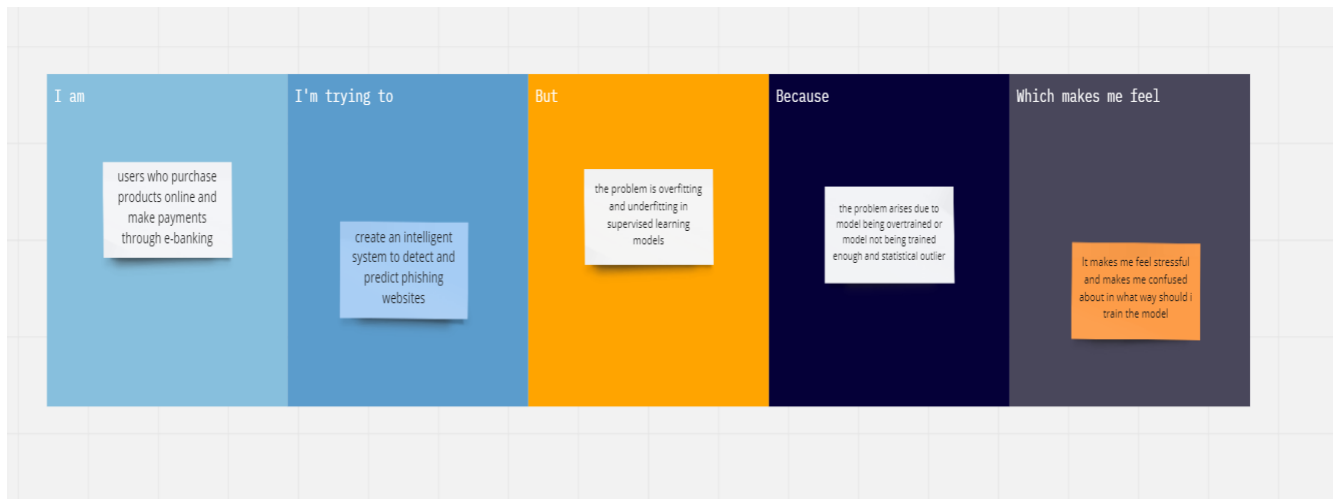 I am
users who purchase
products online and
make payments
through e-banking
I'm trying to
create an intelligent
system to detect and
predict phishing
websites
But
the problem is overfitting
and underfitting in
supervised learning
models
Because
the problem arises due to
model being overtrained or
model not being trained
enough and statistical outlier
Which makes me feel
It makes me feel stressful
and makes me confused
about in what way should i
train the model